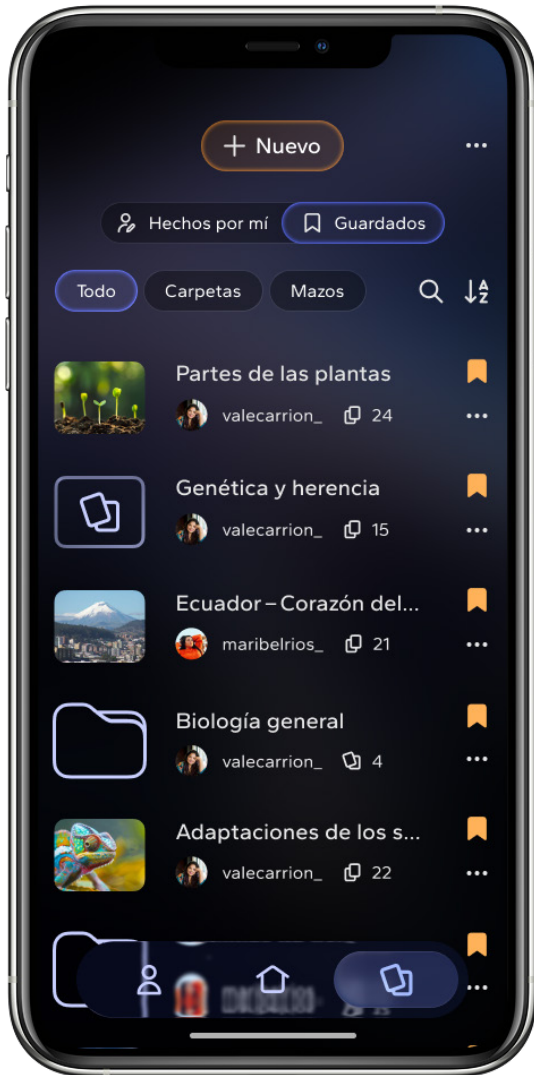 Nuevo
Hechos por mí
Guardados
Todo
Carpetas
Mazos
Partes de las plantas
valecarrion_ 24
Genética y herencia
valecarrion_ 15
Ecuador – Corazón del...
maribelrios_ 21
Biología general
valecarrion_ 4
Adaptaciones de los s...
valecarrion_ 22